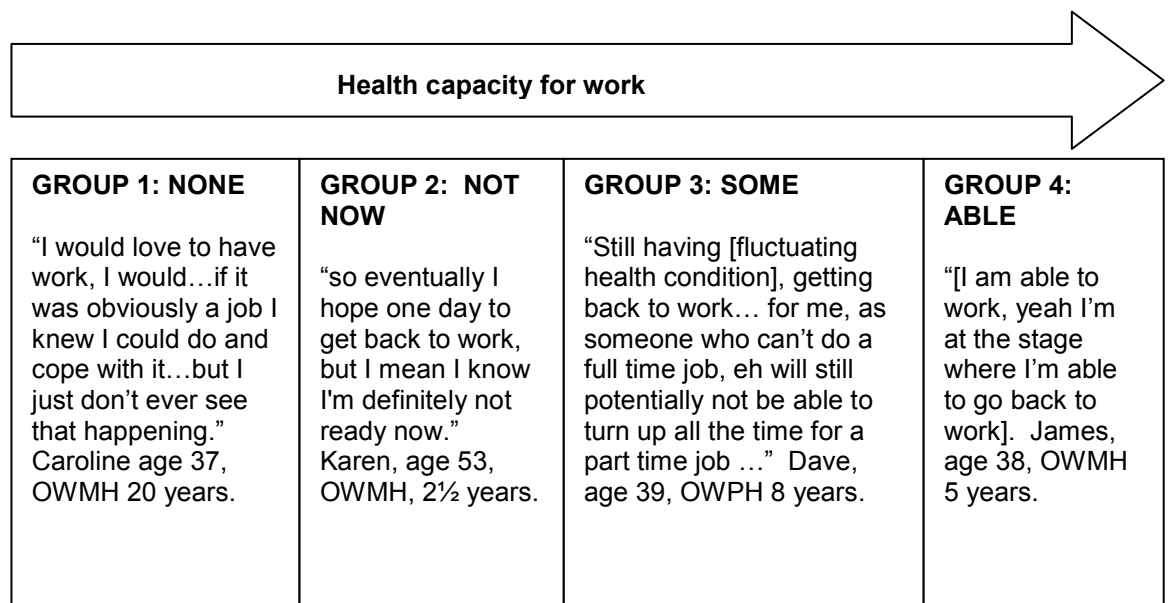 Health capacity for work
GROUP 1: NONE
“I would love to have
work, I would…if it
was obviously a job I
knew I could do and
cope with it…but I
just don’t ever see
that happening.”
Caroline age 37,
OWMH 20 years.
GROUP 2:  NOT
NOW
“so eventually I
hope one day to
get back to work,
but I mean I know
I'm definitely not
ready now.”
Karen, age 53,
OWMH, 2½ years.
GROUP 3: SOME
“Still having [fluctuating
health condition], getting
back to work… for me, as
someone who can’t do a
full time job, eh will still
potentially not be able to
turn up all the time for a
part time job …”  Dave,
age 39, OWPH 8 years.
GROUP 4:
ABLE
“[I am able to
work, yeah I’m
at the stage
where I’m able
to go back to
work].  James,
age 38, OWMH
5 years.